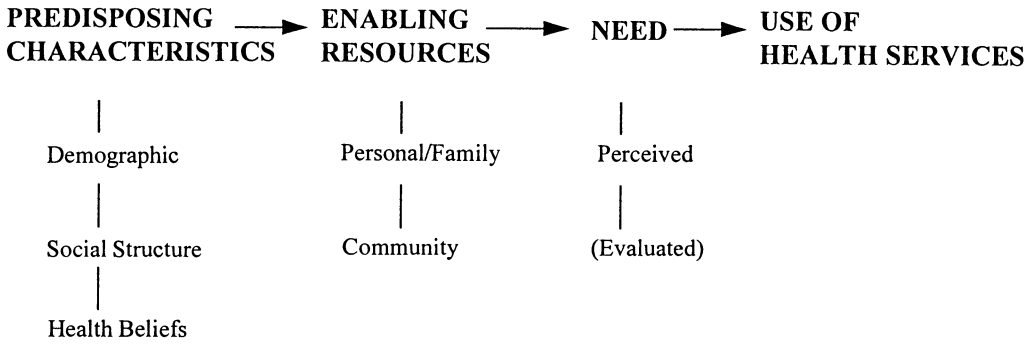 PREDISPOSING
CHARACTERISTICS
ENABLING
RESOURCES
NEED
USE OF
HEALTH SERVICES
Demographic
Personal/Family
Perceived
Social Structure
Community
(Evaluated)
Health Beliefs